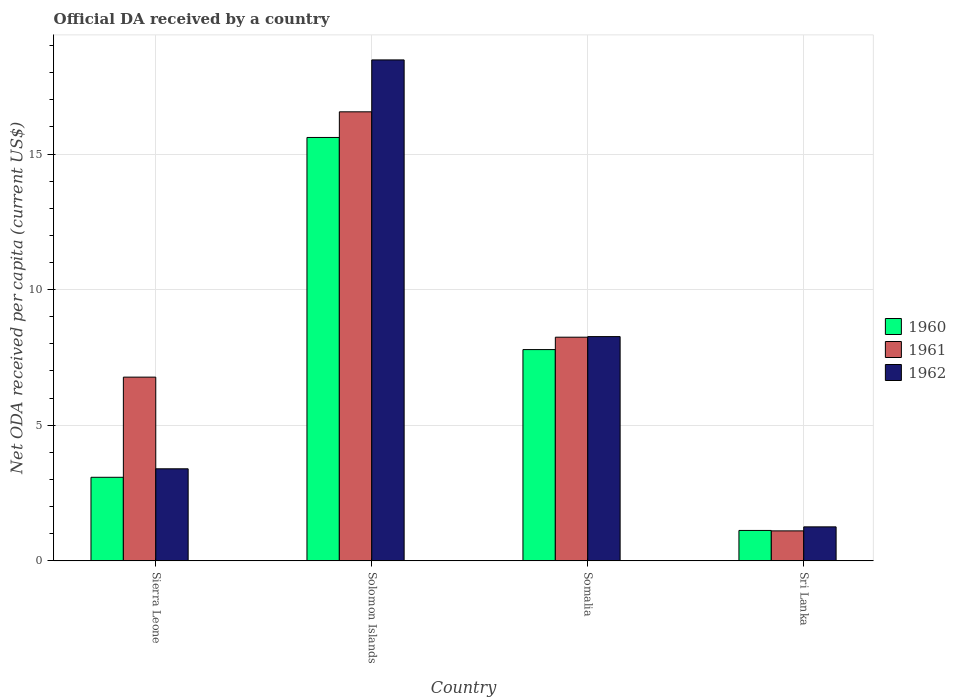 Official DA received by a country
Net ODA received per capita (current US$)
15
10
5
0
1960
1961
1962
Sierra Leone
Solomon Islands
Somalia
Sri Lanka
Country